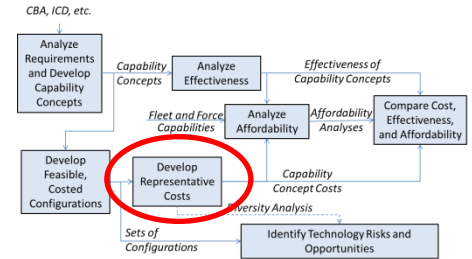 CBA, ICD, etc.
Analyze
Requirements
and Develop
Capability
Concepts
Capability
Concepts
Analyze
Effectiveness
Effectiveness of
Capability Concepts
Fleet and Force
Capabilities
Analyze
Affordability
Affordability
Analyses
Compare Cost,
Effectiveness,
and Affordability
Develop
Feasible,
Costed
Configurations
Develop
Representative
Costs
Capability
Concept Costs
Diversity Analysis
Sets of
Configurations
Identify Technology Risks and
Opportunities